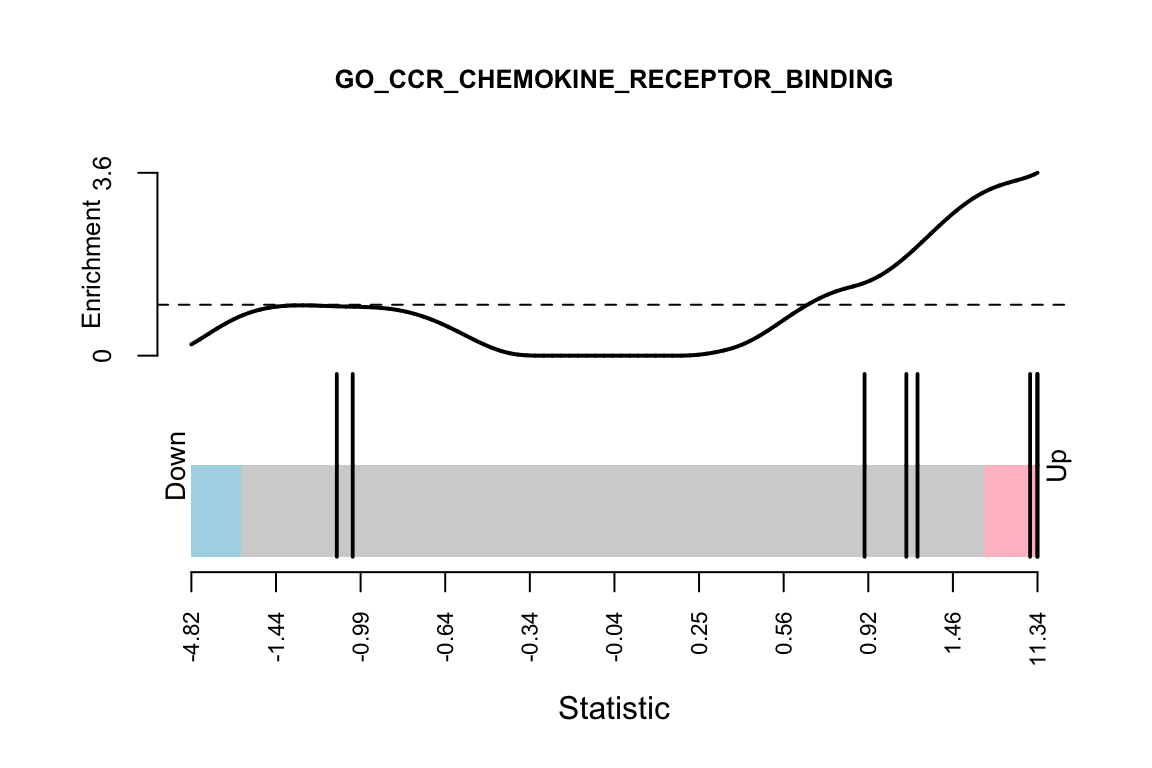 GO_CCR_CHEMOKINE_RECEPTOR_BINDING
3.6
Enrichment
0
Down
Up
-4.82
-1.44
-0.99
-0.64
-0.34
-0.04
0.25
0.56
0.92
1.46
11.34
Statistic